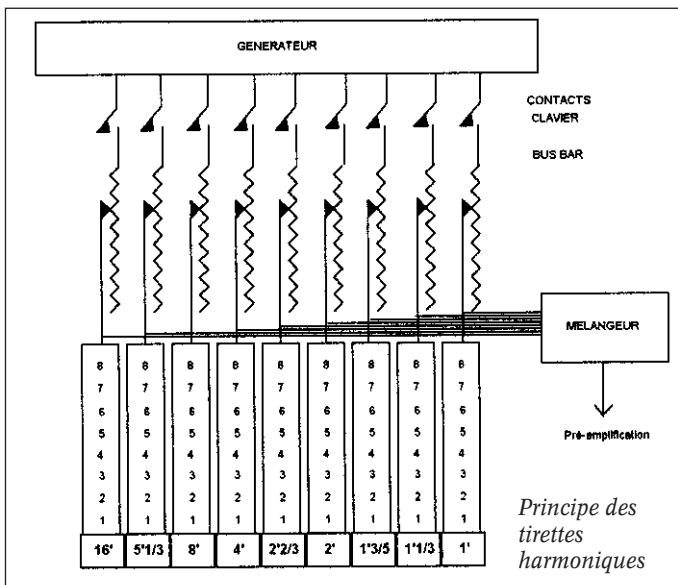 GENERATEUR
CONTACTS
CLAVIER
BUS BAR
MELANGEUR
Pré-amplification
8 8 8 8 8 8 8 8 8
7 7 7 7 7 7 7 7 7
6 6 6 6 6 6 6 6 6
5 5 5 5 5 5 5 5 5
4 4 4 4 4 4 4 4 4
3 3 3 3 3 3 3 3 3
2 2 2 2 2 2 2 2 2
1 1 1 1 1 1 1 1 1
16' 5'1/3 8' 4' 2'2/3 2' 1'3/5 1'1/3 1'
Principe des
tirettes
harmoniques